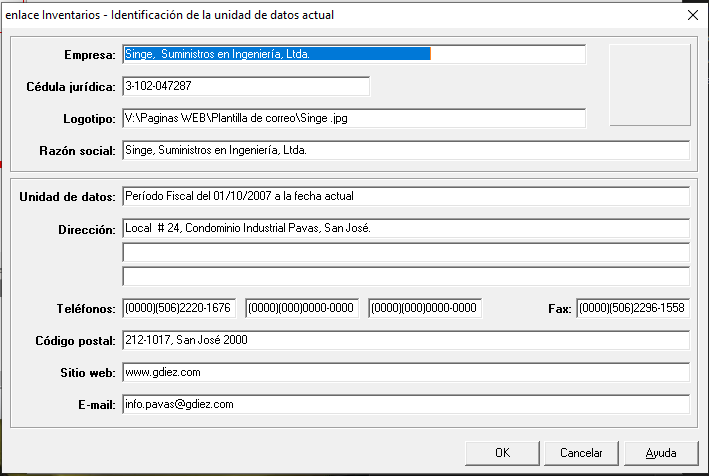 enlace Inventarios - Identificación de la unidad de datos actual
Empresa: Singe,  Suministros en Ingeniería, Ltda.
Cédula jurídica: 3-102-047287
Logotipo: V:\Paginas WEB\Plantilla de correo\Singe .jpg
Razón social: Singe, Suministros en Ingeniería, Ltda.
Unidad de datos: Período Fiscal del 01/10/2007 a la fecha actual
Dirección: Local  # 24, Condominio Industrial Pavas, San José.
Teléfonos: (0000)(506)2220-1676 (0000)(000)0000-0000 (0000)(000)0000-0000 Fax: (0000)(506)2296-1558
Código postal: 212-1017, San José 2000
Sitio web: www.gdiez.com
E-mail: info.pavas@gdiez.com
OK Cancelar Ayuda